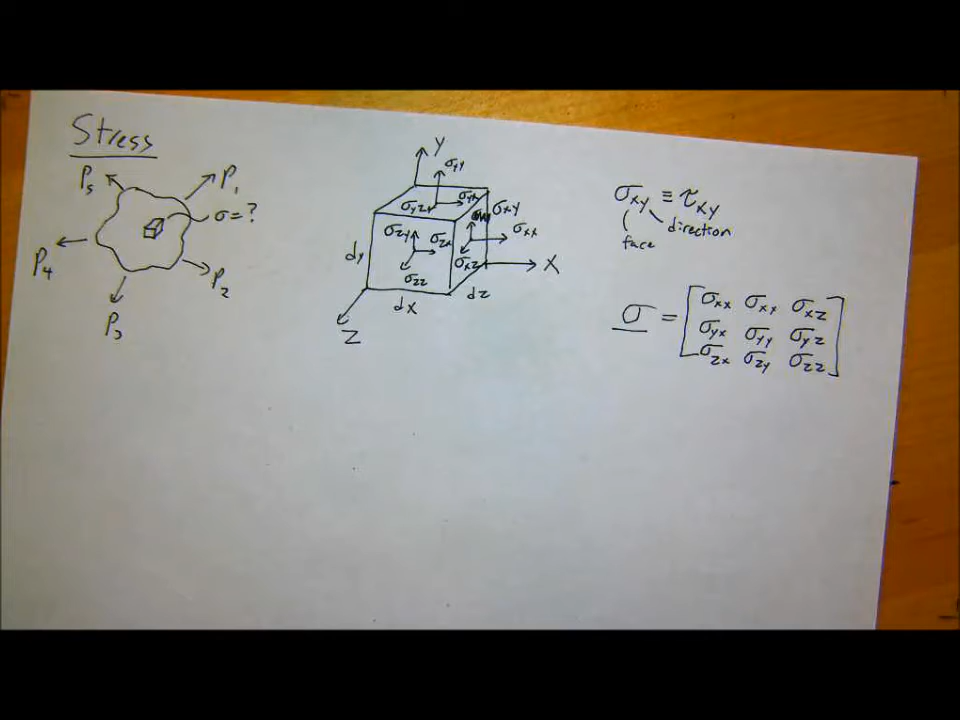 Stress
P₅ P₁
σ=?
P₄ P₂
P₃
Y
σyy
σyz σyx σxy
σzy σzx σxx
σzz σxz X
dy
dx dz
Z
σxy ≡ τxy
face direction
σ = [σxx σxy σxz
σyx σyy σyz
σzx σzy σzz]